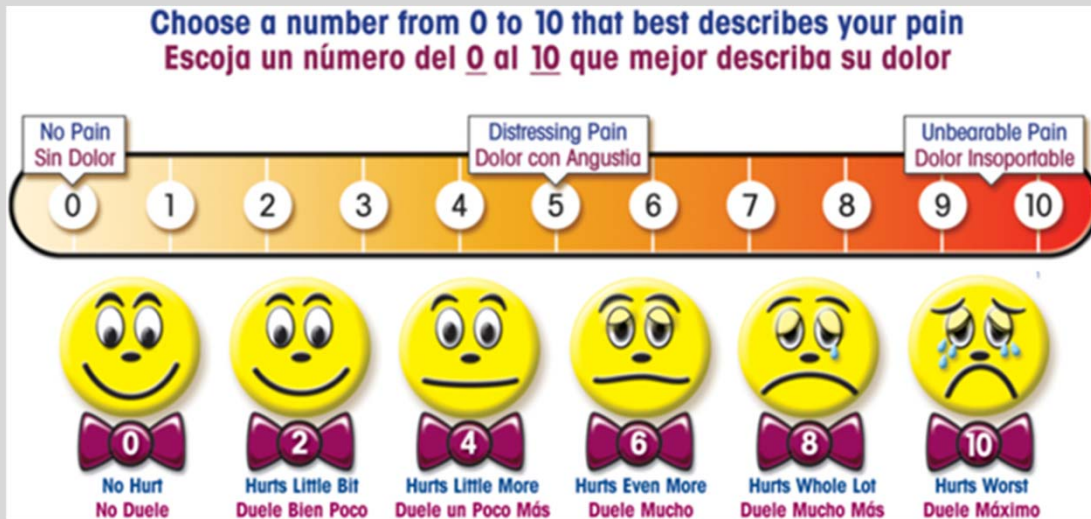 Choose a number from 0 to 10 that best describes your pain
Escoja un número del 0 al 10 que mejor describa su dolor
No Pain
Sin Dolor
Distressing Pain
Dolor con Angustia
Unbearable Pain
Dolor Insoportable
0 1 2 3 4 5 6 7 8 9 10
0 2 4 6 8 10
No Hurt
No Duele
Hurts Little Bit
Duele Bien Poco
Hurts Little More
Duele un Poco Más
Hurts Even More
Duele Mucho
Hurts Whole Lot
Duele Mucho Más
Hurts Worst
Duele Máximo